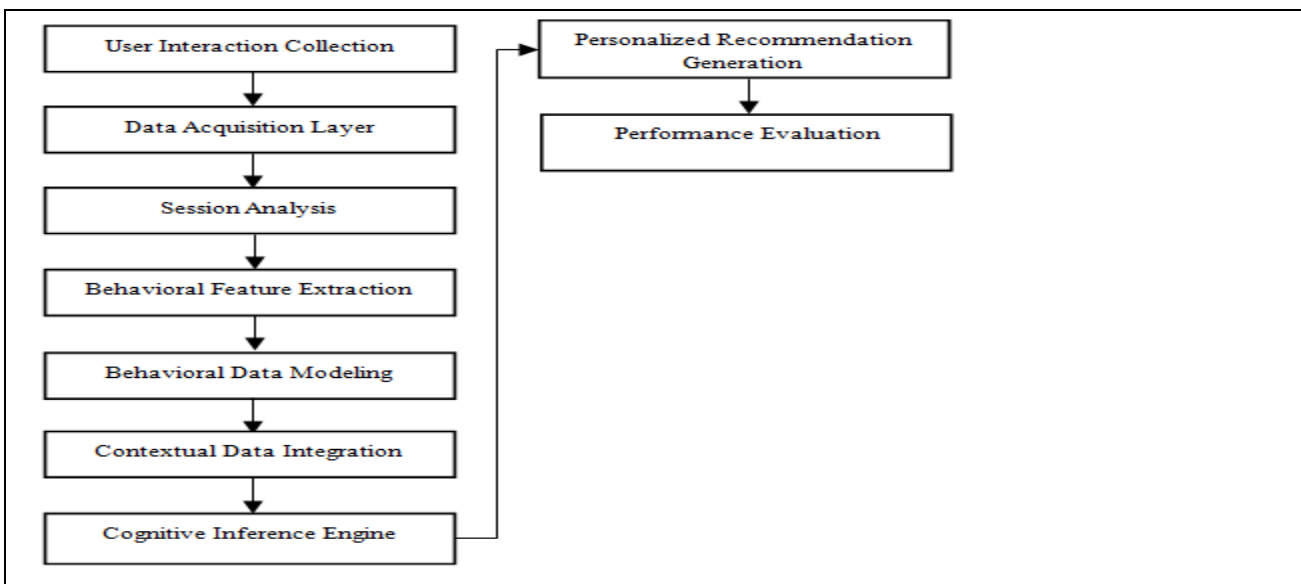 User Interaction Collection
Data Acquisition Layer
Session Analysis
Behavioral Feature Extraction
Behavioral Data Modeling
Contextual Data Integration
Cognitive Inference Engine
Personalized Recommendation
Generation
Performance Evaluation